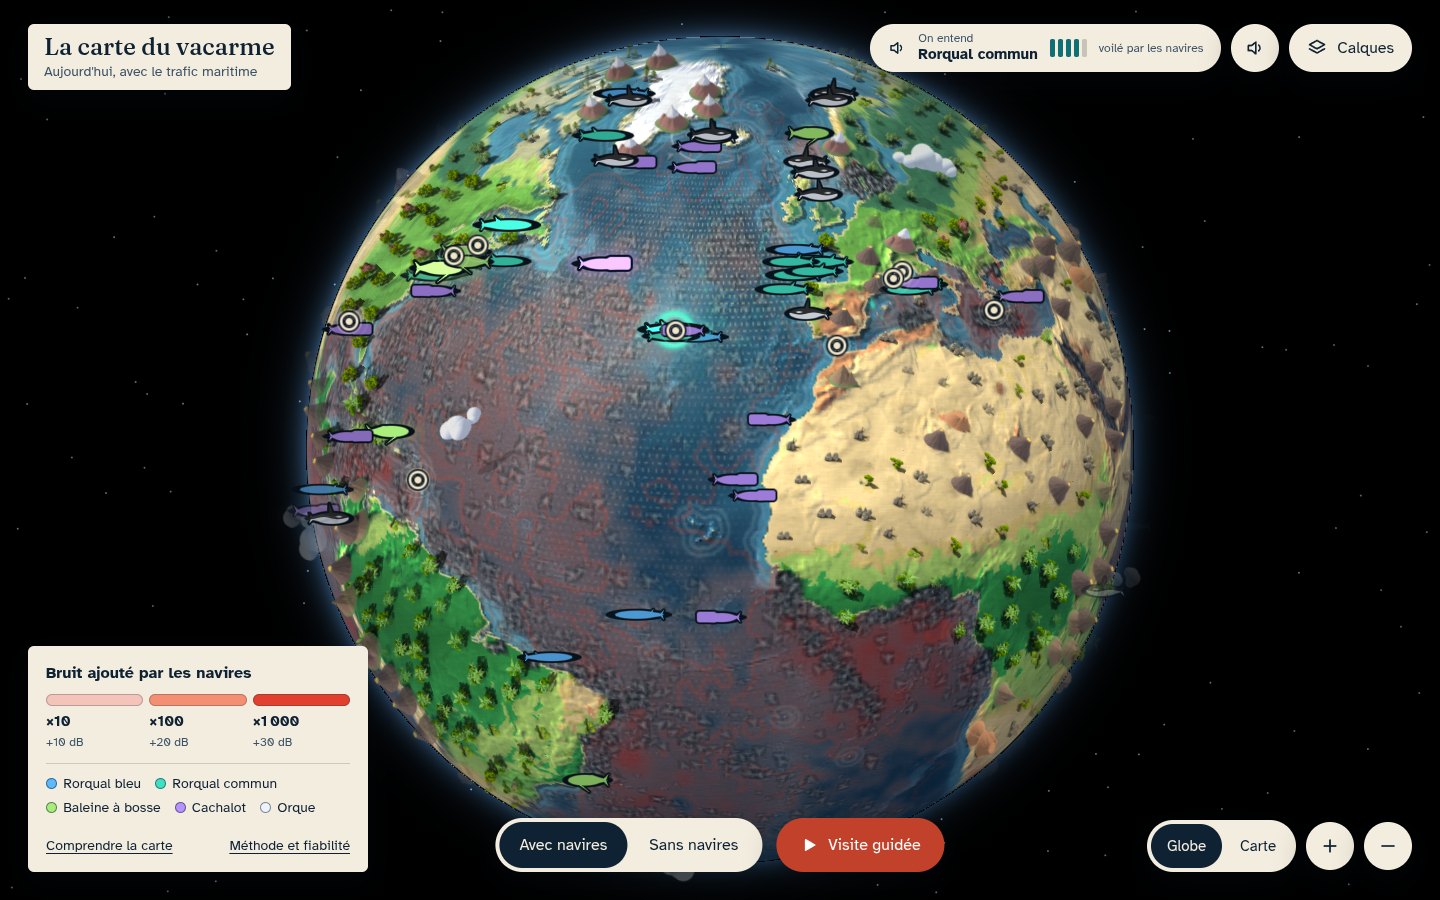 La carte du vacarme
Aujourd'hui, avec le trafic maritime
On entend
Rorqual commun
voilé par les navires
Calques
Bruit ajouté par les navires
×10
×100
×1 000
+10 dB
+20 dB
+30 dB
Rorqual bleu
Rorqual commun
Baleine à bosse
Cachalot
Orque
Comprendre la carte
Méthode et fiabilité
Avec navires
Sans navires
Visite guidée
Globe
Carte